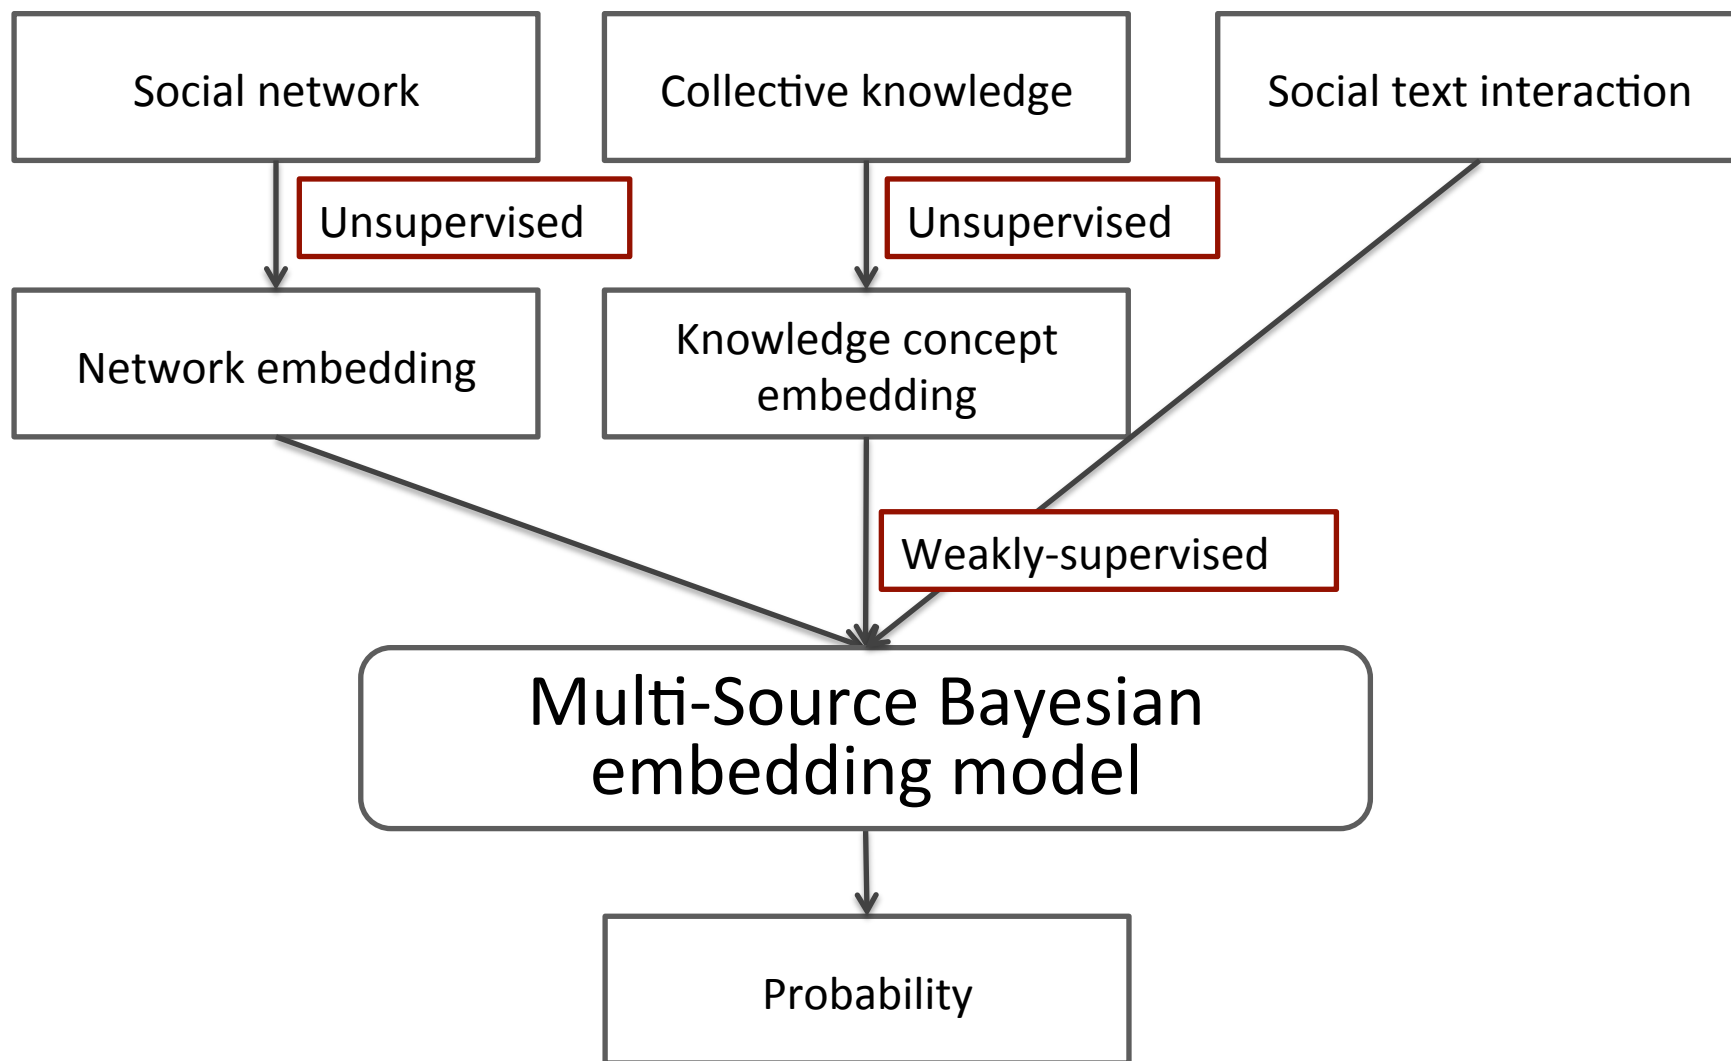 Social network
Collective knowledge
Social text interaction
Unsupervised
Unsupervised
Network embedding
Knowledge concept
embedding
Weakly-supervised
Multi-Source Bayesian
embedding model
Probability